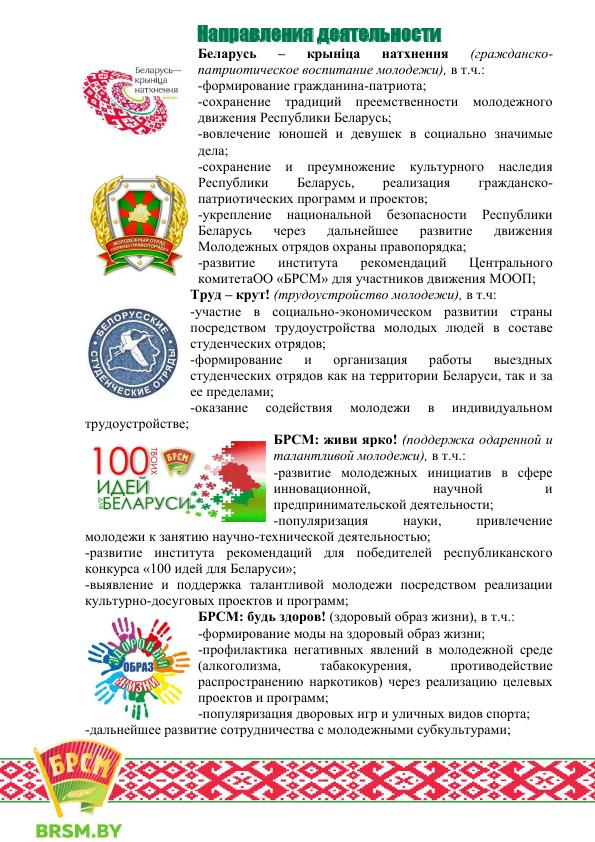 Направления деятельности
Беларусь – крыніца натхнення (гражданско-
патриотическое воспитание молодежи), в т.ч.:
Беларусь—
крыніца
натхнення
-формирование гражданина-патриота;
-сохранение традиций преемственности молодежного
движения Республики Беларусь;
-вовлечение юношей и девушек в социально значимые
дела;
-сохранение и преумножение культурного наследия
Республики Беларусь, реализация гражданско-
патриотических программ и проектов;
-укрепление национальной безопасности Республики
Беларусь через дальнейшее развитие движения
Молодежных отрядов охраны правопорядка;
МОЛОДЕЖНЫЙ ОТРЯД
ОХРАНЫ ПРАВОПОРЯДКА
-развитие института рекомендаций Центрального
комитетаОО «БРСМ» для участников движения МООП;
Труд – крут! (трудоустройство молодежи), в т.ч:
-участие в социально-экономическом развитии страны
посредством трудоустройства молодых людей в составе
студенческих отрядов;
БЕЛОРУССКИЕ
СТУДЕНЧЕСКИЕ ОТРЯДЫ
-формирование и организация работы выездных
студенческих отрядов как на территории Беларуси, так и за
ее пределами;
-оказание содействия молодежи в индивидуальном
трудоустройстве;
БРСМ: живи ярко! (поддержка одаренной и
талантливой молодежи), в т.ч.:
100 ТВОИХ
БРСМ
ИДЕЙ
ДЛЯ БЕЛАРУСИ
-развитие молодежных инициатив в сфере
инновационной, научной и
предпринимательской деятельности;
-популяризация науки, привлечение
молодежи к занятию научно-технической деятельностью;
-развитие института рекомендаций для победителей республиканского
конкурса «100 идей для Беларуси»;
-выявление и поддержка талантливой молодежи посредством реализации
культурно-досуговых проектов и программ;
БРСМ: будь здоров! (здоровый образ жизни), в т.ч.:
-формирование моды на здоровый образ жизни;
ЗДОРОВЫЙ
ОБРАЗ
ЖИЗНИ
-профилактика негативных явлений в молодежной среде
(алкоголизма, табакокурения, противодействие
распространению наркотиков) через реализацию целевых
проектов и программ;
-популяризация дворовых игр и уличных видов спорта;
-дальнейшее развитие сотрудничества с молодежными субкультурами;
БРСМ
BRSM.BY